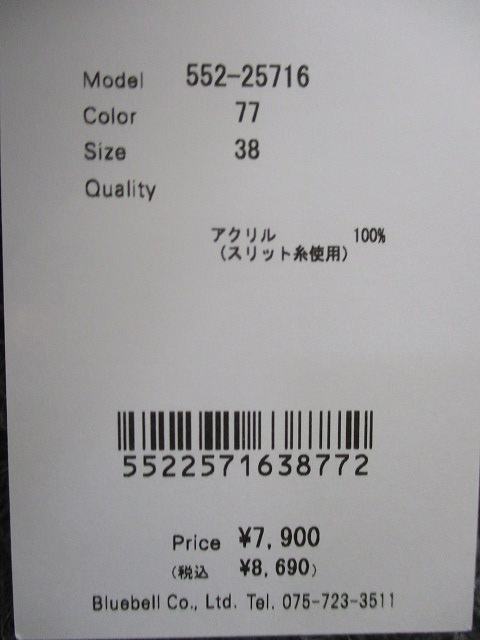 Model 552-25716
Color 77
Size 38
Quality
アクリル 100%
(スリット糸使用)
5522571638772
Price ¥7,900
(税込 ¥8,690)
Bluebell Co., Ltd. Tel. 075-723-3511